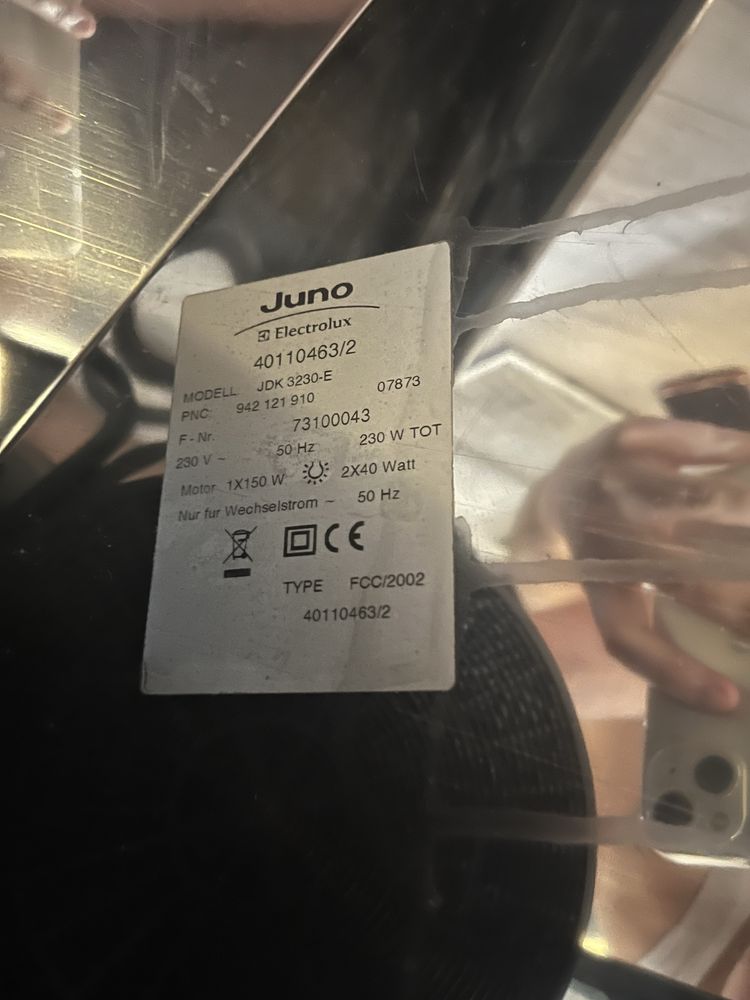 Juno
Electrolux
40110463/2
MODELL JDK 3230-E
PNC: 942 121 910 07873
F - Nr. 73100043
230 V ~ 50 Hz 230 W TOT
Motor 1X150 W 2X40 Watt
Nur fur Wechselstrom ~ 50 Hz
CE
TYPE FCC/2002
40110463/2